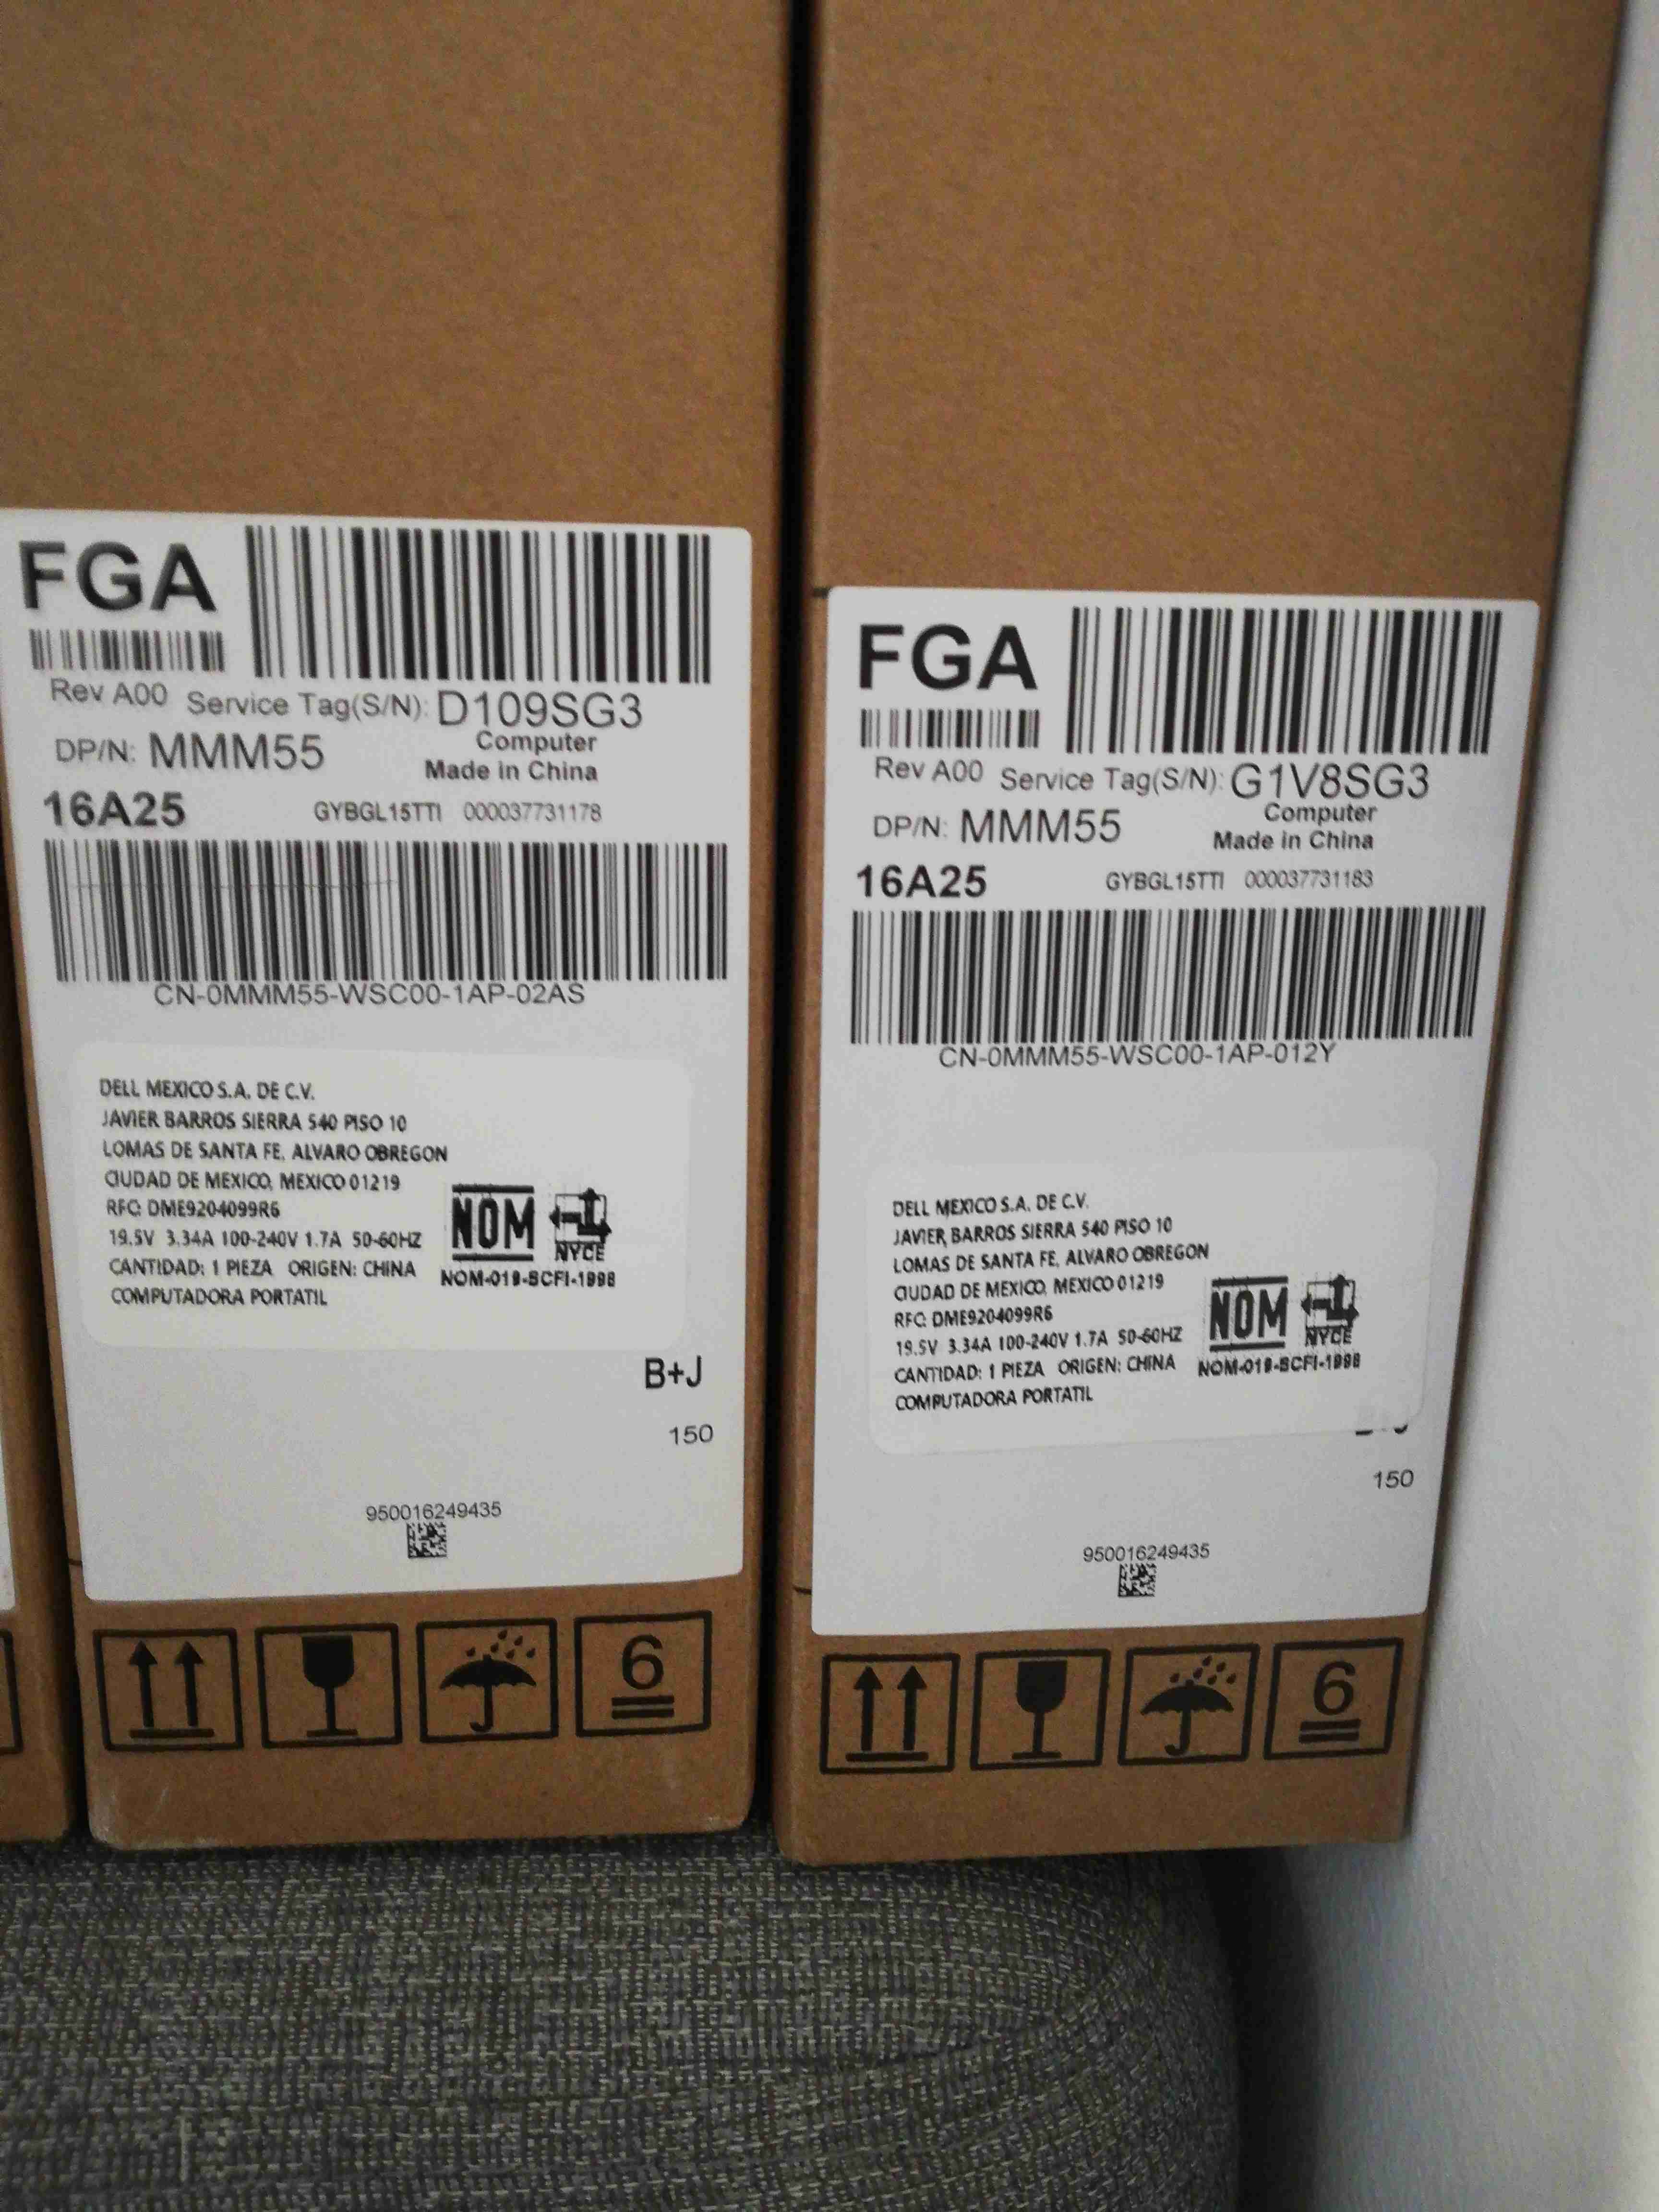 FGA
Rev A00 Service Tag(S/N): D109SG3
DP/N: MMM55
Computer
Made in China
16A25
GYBGL15TTI 000037731178
CN-0MMM55-WSC00-1AP-02AS
DELL MEXICO S.A. DE C.V.
JAVIER BARROS SIERRA 540 PISO 10
LOMAS DE SANTA FE, ALVARO OBREGON
CIUDAD DE MEXICO, MEXICO 01219
RFC: DME9204099R6
19.5V 3.34A 100-240V 1.7A 50-60HZ
CANTIDAD: 1 PIEZA ORIGEN: CHINA
COMPUTADORA PORTATIL
NOM
NYCE
NOM-019-SCFI-1998
B+J
150
950016249435
6
FGA
Rev A00 Service Tag(S/N): G1V8SG3
DP/N: MMM55
Computer
Made in China
16A25
GYBGL15TTI 000037731183
CN-0MMM55-WSC00-1AP-012Y
DELL MEXICO S.A. DE C.V.
JAVIER BARROS SIERRA 540 PISO 10
LOMAS DE SANTA FE, ALVARO OBREGON
CIUDAD DE MEXICO, MEXICO 01219
RFC: DME9204099R6
19.5V 3.34A 100-240V 1.7A 50-60HZ
CANTIDAD: 1 PIEZA ORIGEN: CHINA
COMPUTADORA PORTATIL
NOM
NYCE
NOM-019-SCFI-1998
150
950016249435
6